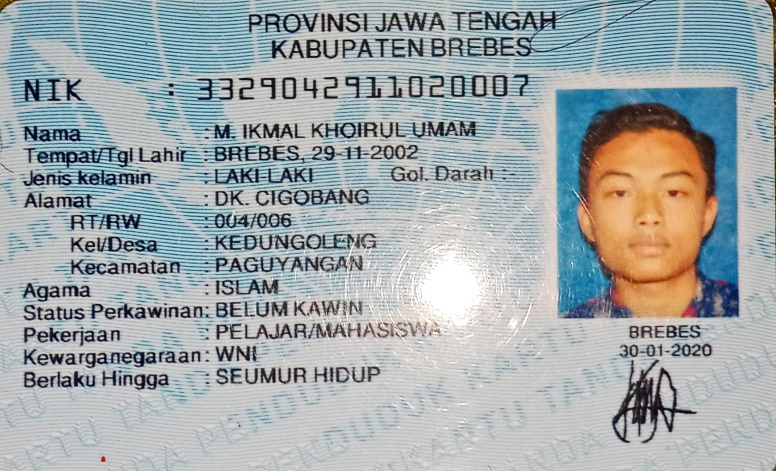 PROVINSI JAWA TENGAH
KABUPATEN BREBES
NIK : 3329042911020007
Nama : M. IKMAL KHOIRUL UMAM
Tempat/Tgl Lahir : BREBES, 29-11-2002
Jenis kelamin : LAKI LAKI Gol. Darah :-
Alamat : DK. CIGOBANG
RT/RW : 004/006
Kel/Desa : KEDUNGOLENG
Kecamatan : PAGUYANGAN
Agama : ISLAM
Status Perkawinan: BELUM KAWIN
Pekerjaan : PELAJAR/MAHASISWA
Kewarganegaraan: WNI
Berlaku Hingga : SEUMUR HIDUP
BREBES
30-01-2020